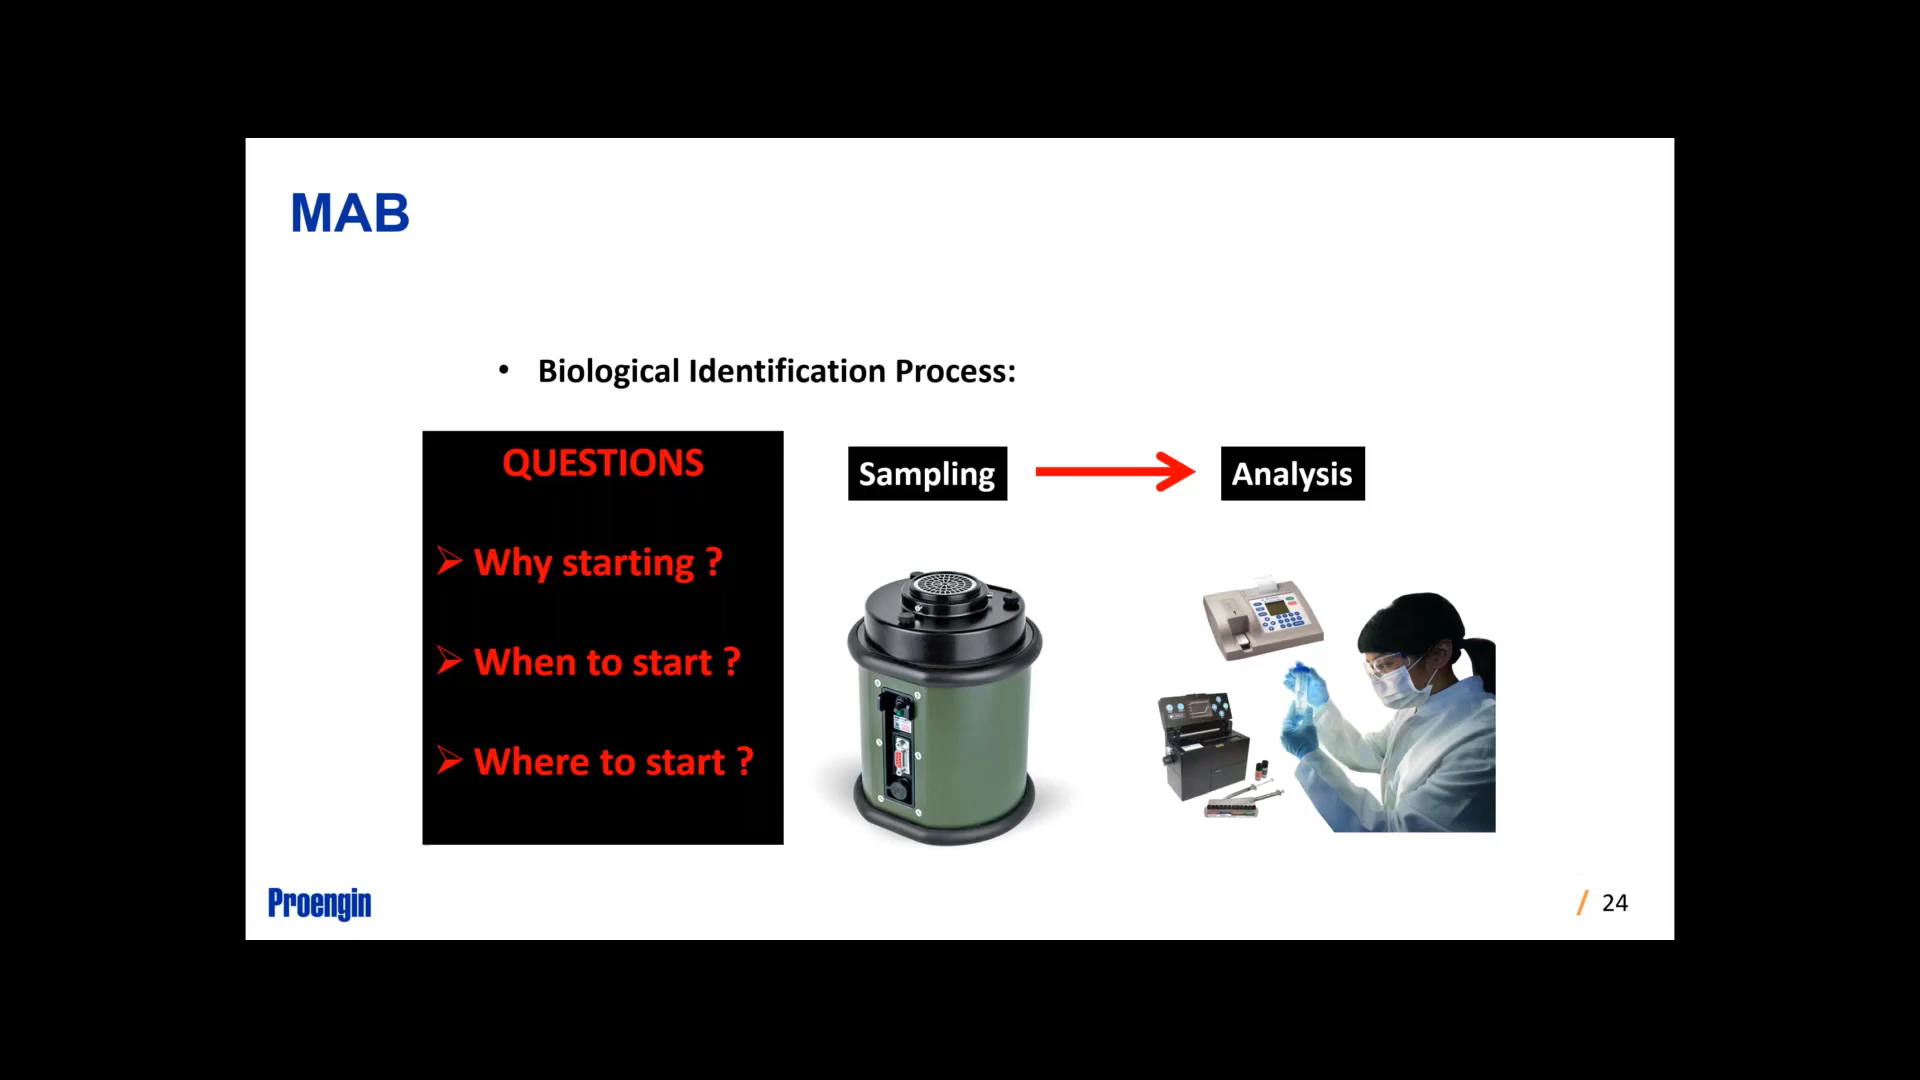 MAB
• Biological Identification Process:
QUESTIONS
➢ Why starting ?
➢ When to start ?
➢ Where to start ?
Sampling
Analysis
Proengin
/ 24